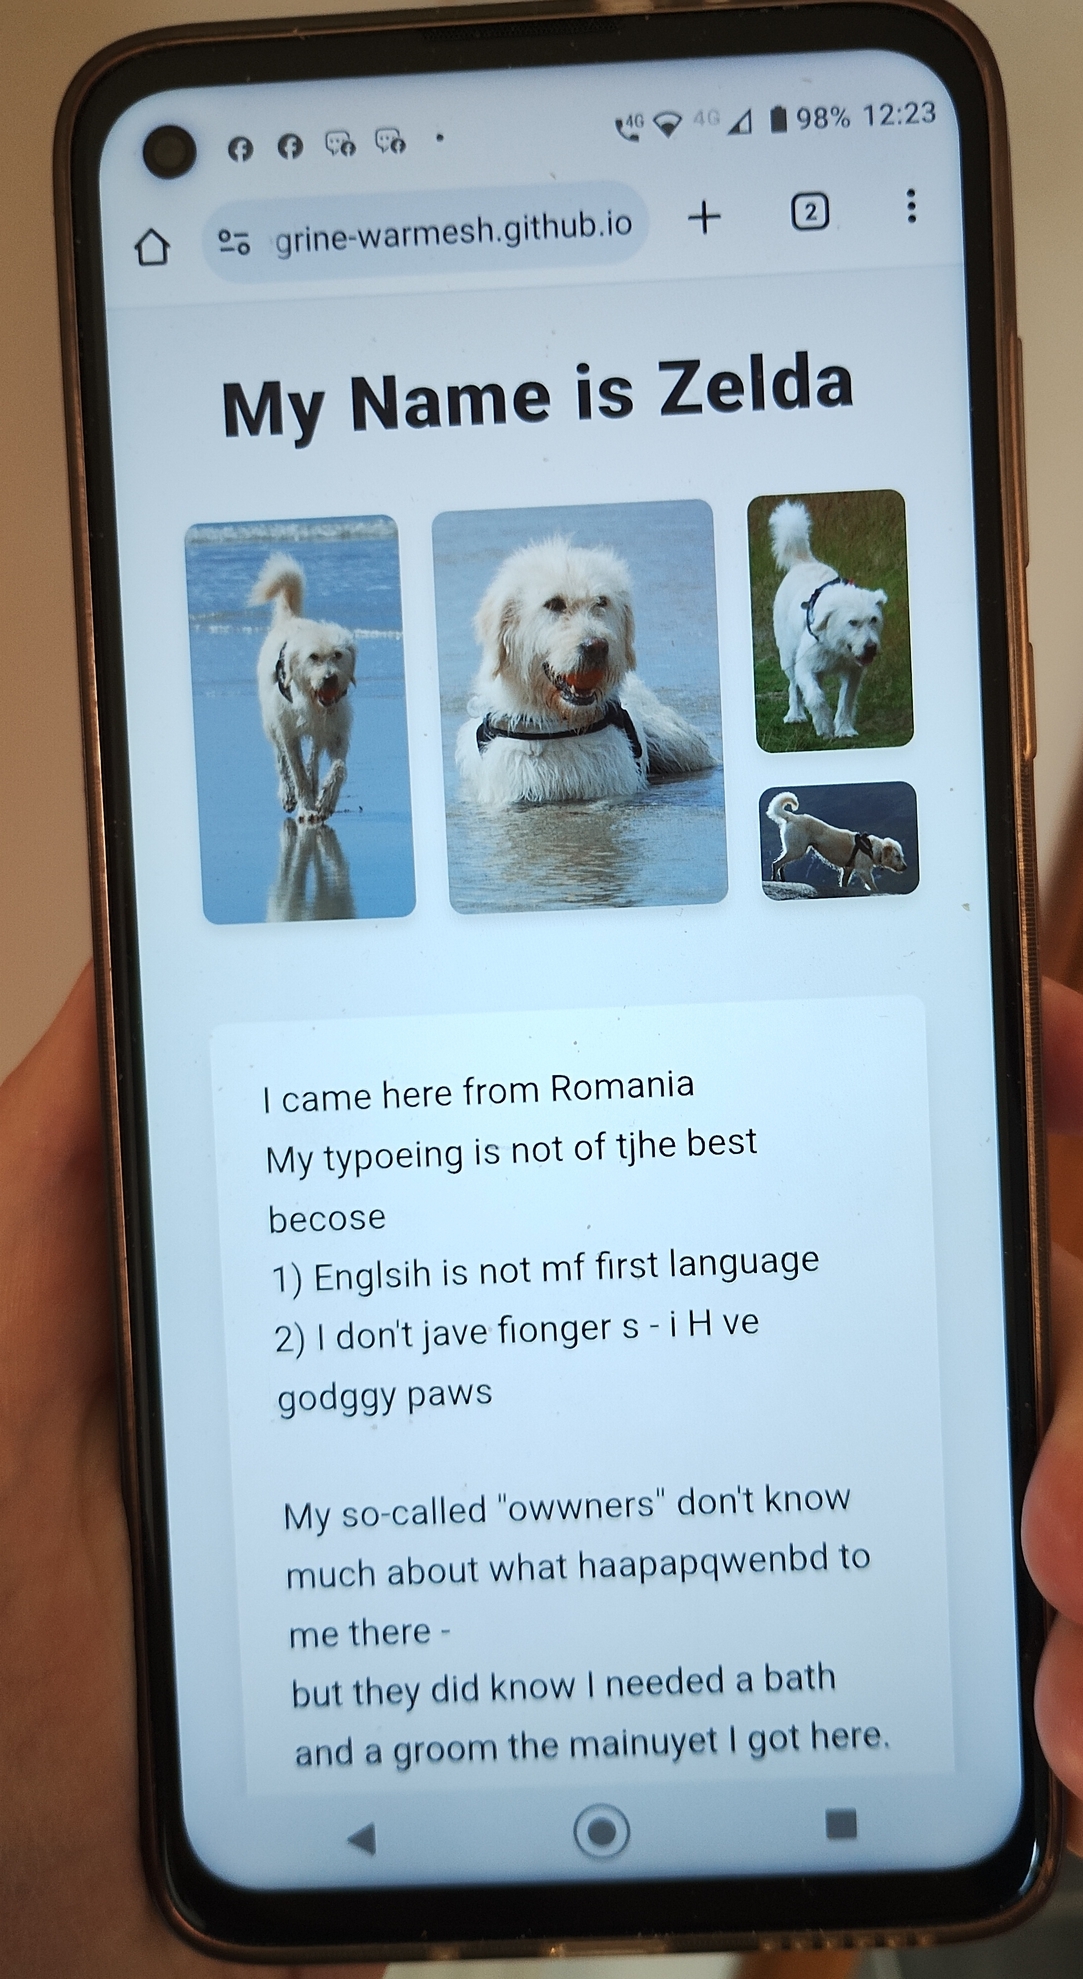 4G 4G 98% 12:23
grine-warmesh.github.io 2
My Name is Zelda
I came here from Romania
My typoeing is not of tjhe best
becose
1) Englsih is not mf first language
2) I don't jave fionger s - i H ve
godggy paws
My so-called "owwners" don't know
much about what haapapqwenbd to
me there -
but they did know I needed a bath
and a groom the mainuyet I got here.